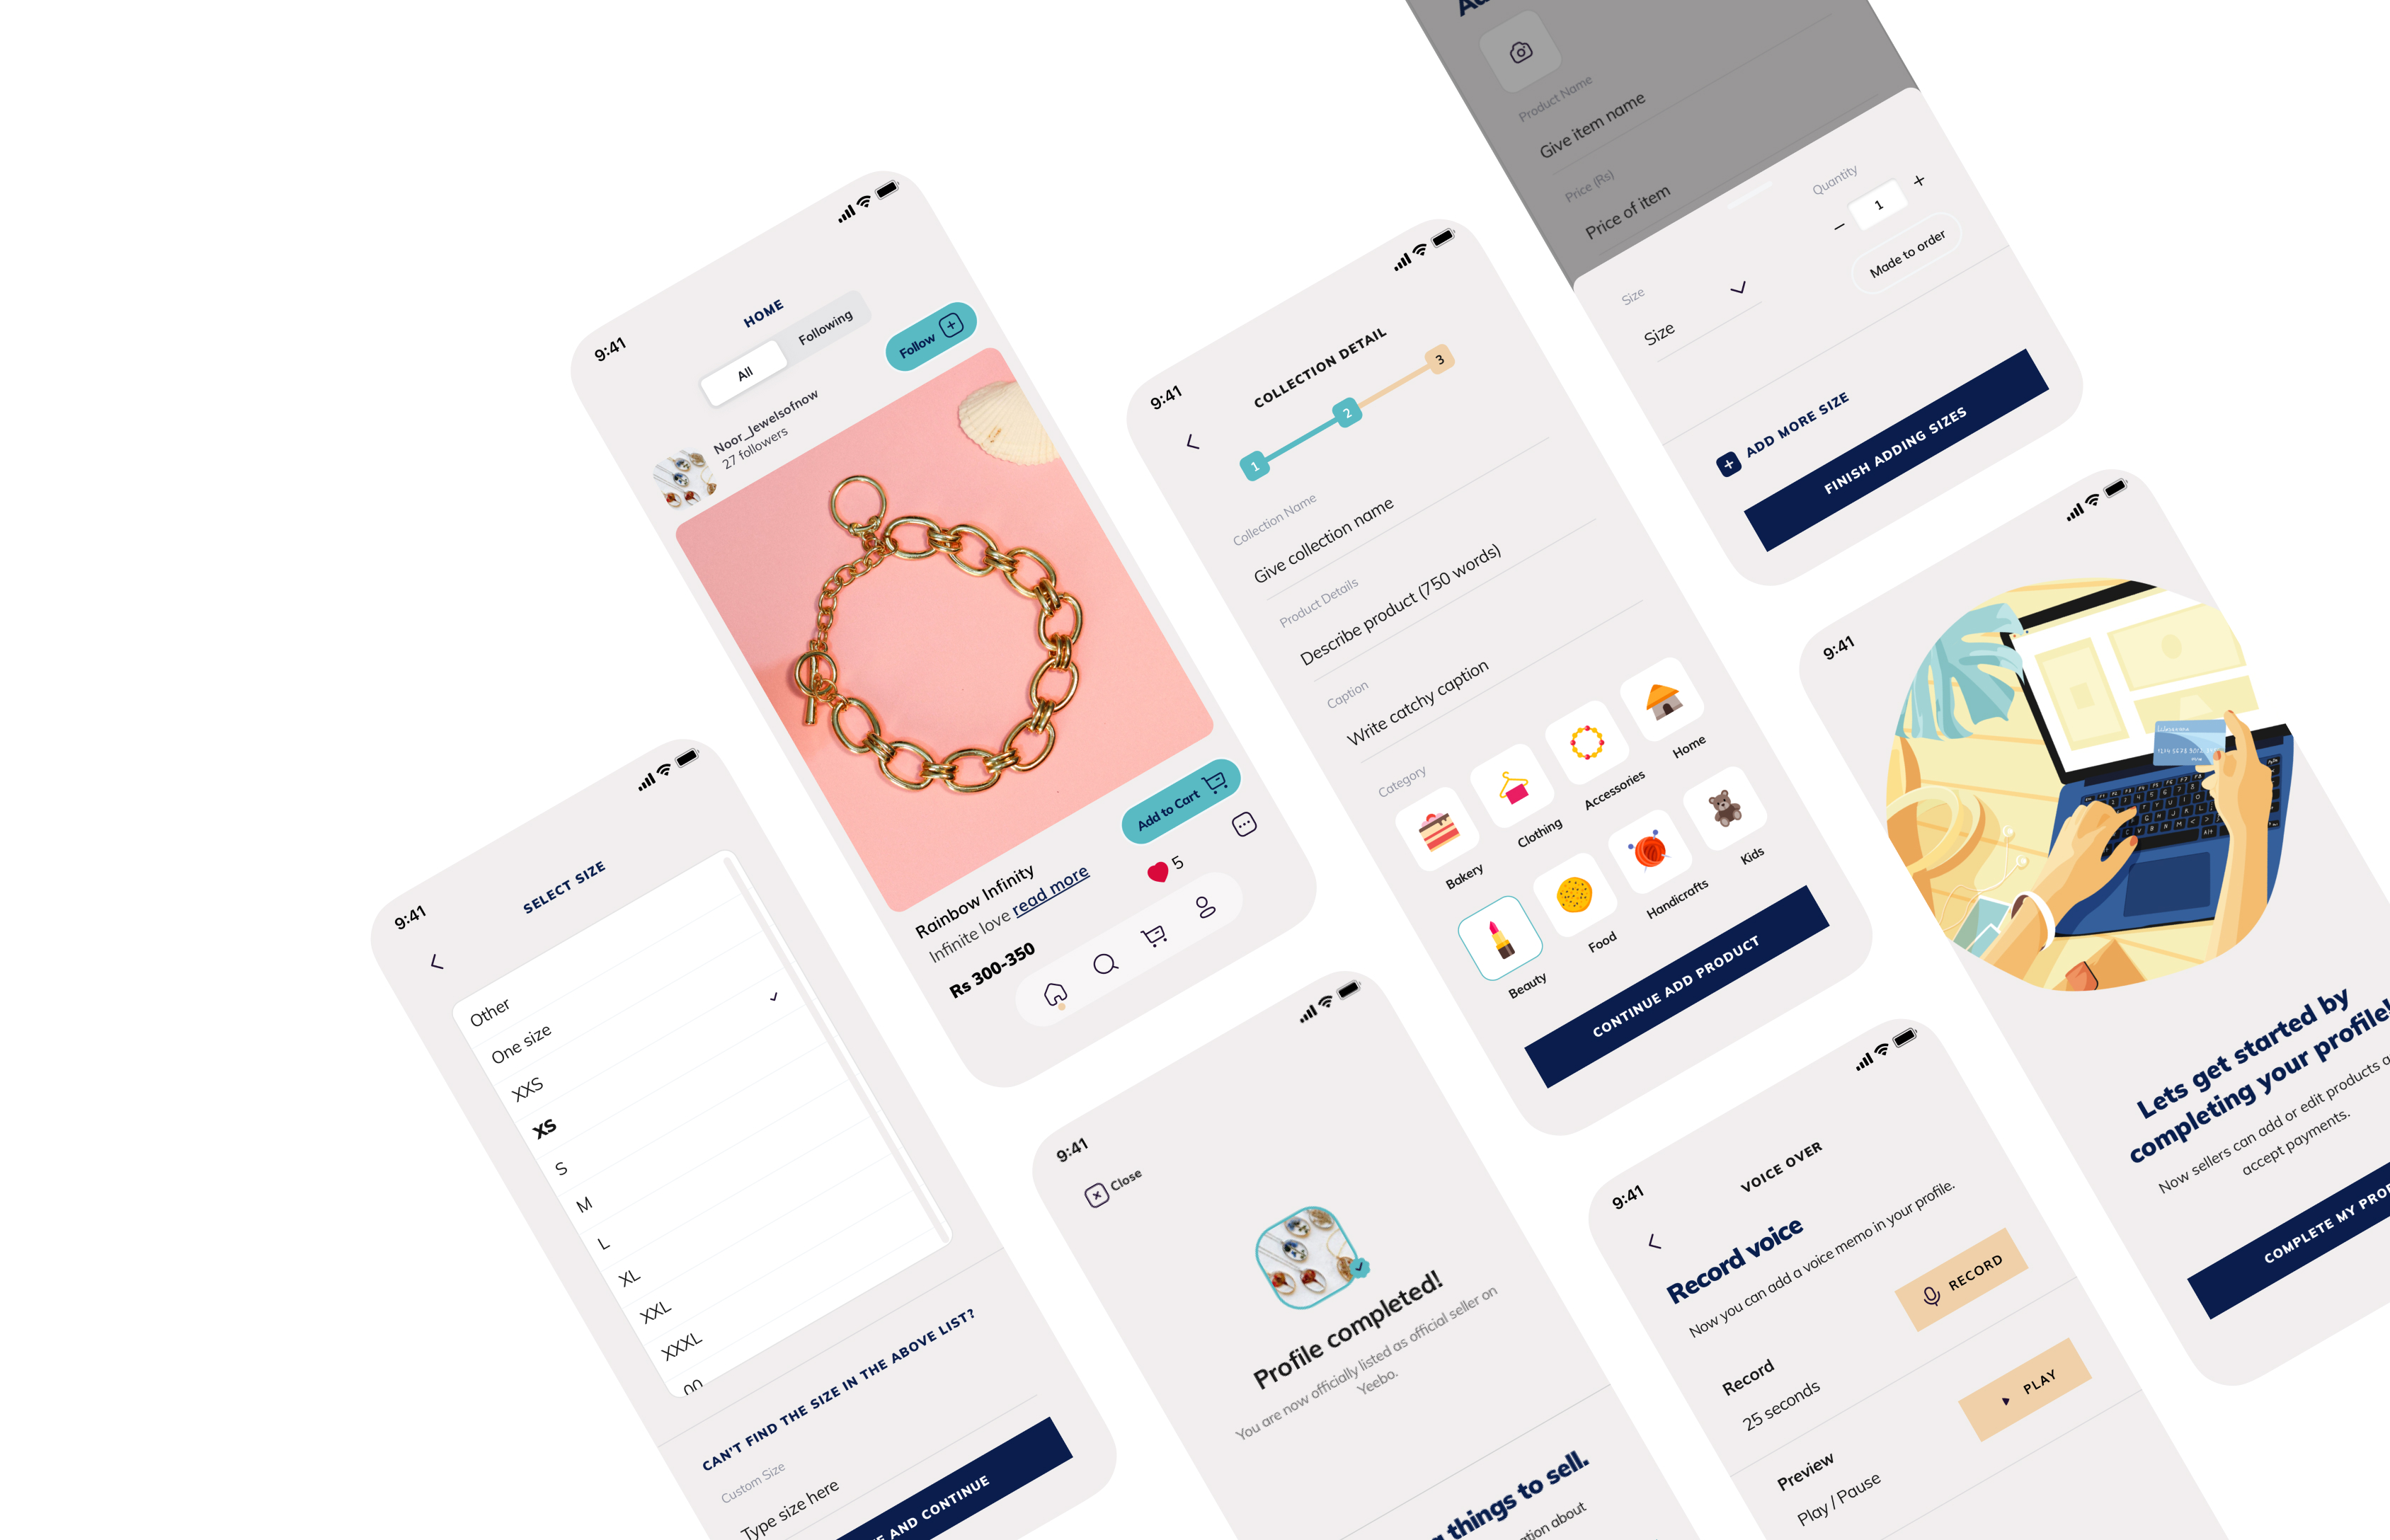 9:41
HOME
All
Following
Noor_Jewelsofnow
27 followers
Follow
Add to Cart
Rainbow Infinity
Infinite love read more
5
Rs 300-350
9:41
SELECT SIZE
Other
One size
XXS
XS
S
M
L
XL
XXL
XXXL
00
CAN'T FIND THE SIZE IN THE ABOVE LIST?
Custom Size
Type size here
AND CONTINUE
9:41
COLLECTION DETAIL
1
2
3
Collection Name
Give collection name
Product Details
Describe product (750 words)
Caption
Write catchy caption
Category
Bakery
Clothing
Accessories
Home
Beauty
Food
Handicrafts
Kids
CONTINUE ADD PRODUCT
9:41
Close
Profile completed!
You are now officially listed as official seller on
Yeebo.
things to sell.
about
Product Name
Give item name
Price (Rs)
Price of item
Size
Size
Quantity
1
Made to order
ADD MORE SIZE
FINISH ADDING SIZES
9:41
Lets get started by
completing your profile!
Now sellers can add or edit products
accept payments.
COMPLETE MY
9:41
VOICE OVER
Record voice
Now you can add a voice memo in your profile.
Record
25 seconds
RECORD
Preview
Play / Pause
PLAY